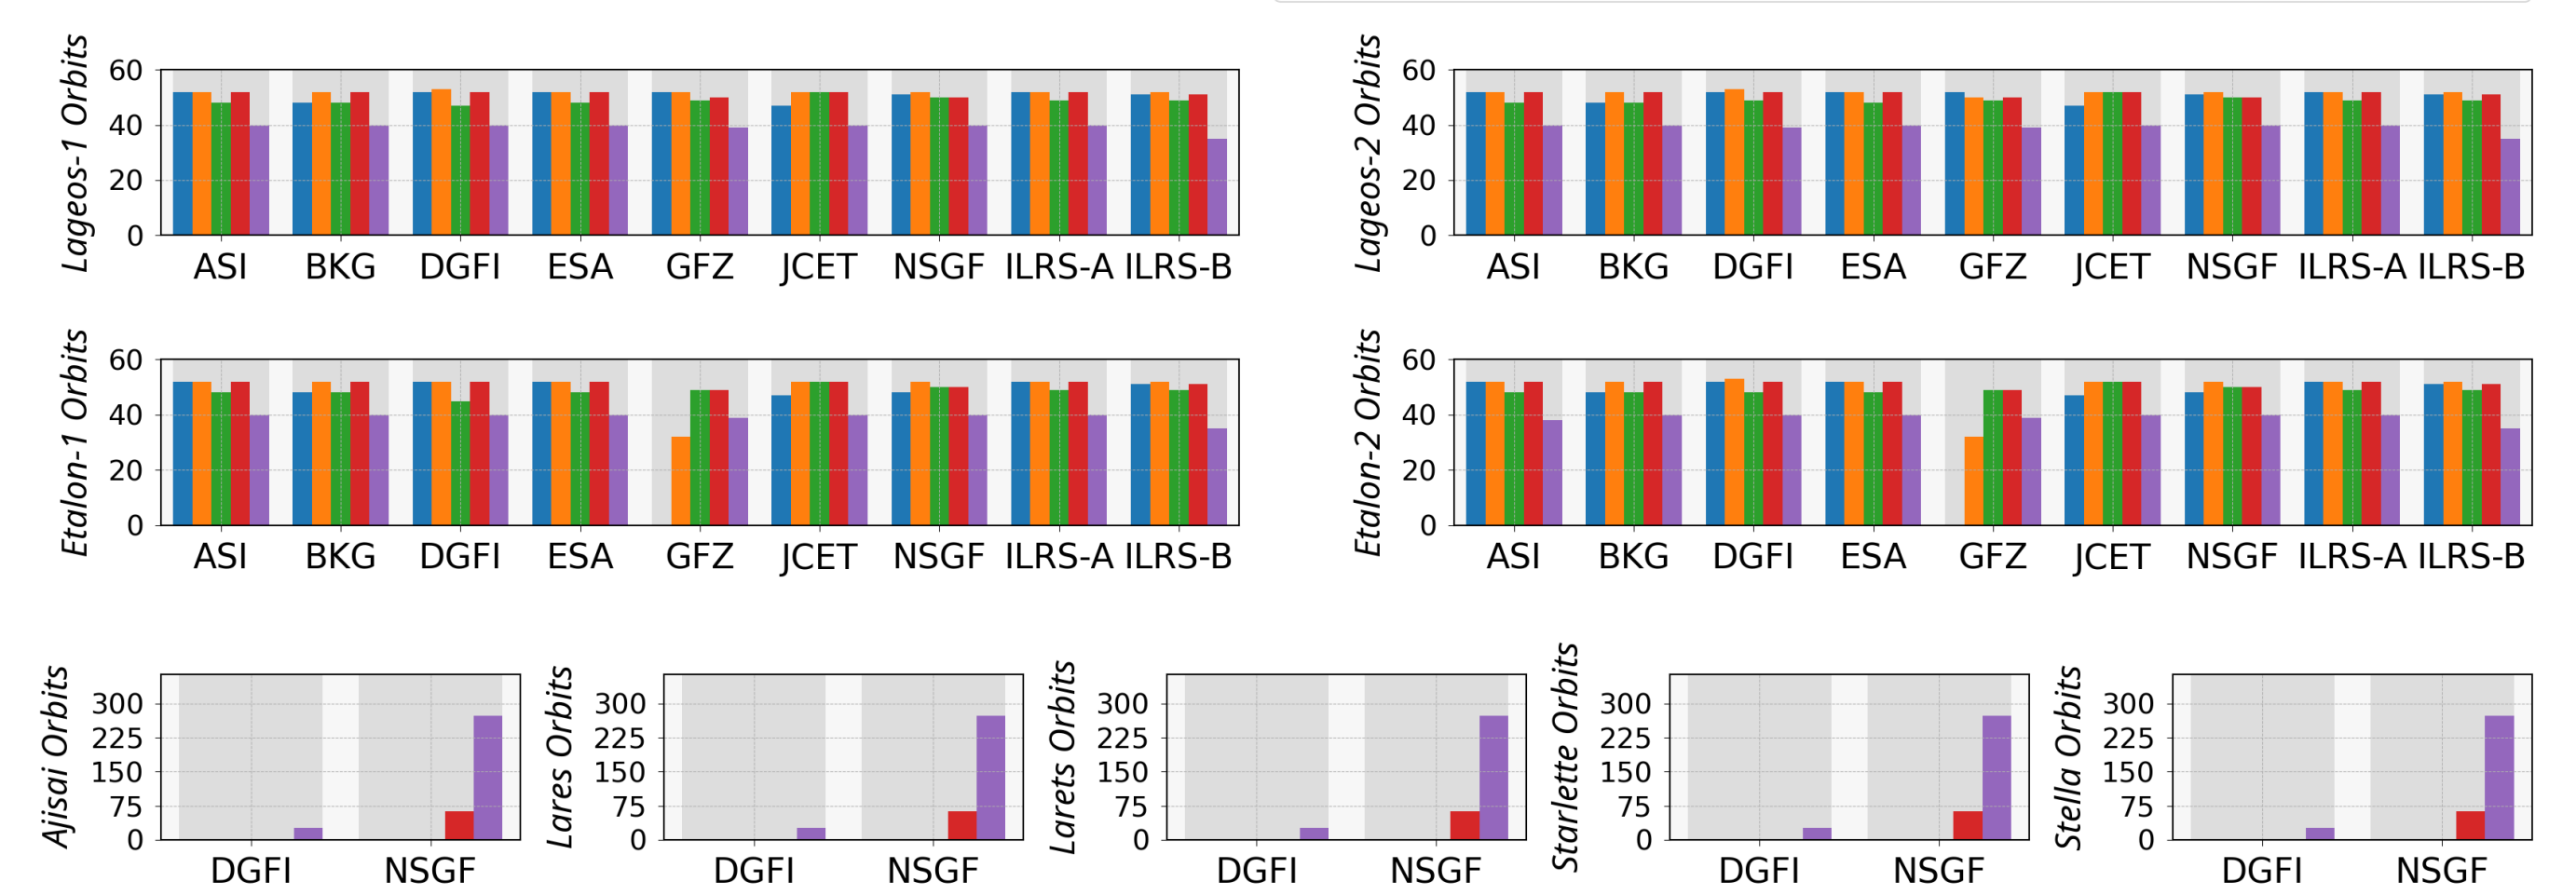 Lageos-1 Orbits
60
40
20
0
ASI BKG DGFI ESA GFZ JCET NSGF ILRS-A ILRS-B
Lageos-2 Orbits
60
40
20
0
ASI BKG DGFI ESA GFZ JCET NSGF ILRS-A ILRS-B
Etalon-1 Orbits
60
40
20
0
ASI BKG DGFI ESA GFZ JCET NSGF ILRS-A ILRS-B
Etalon-2 Orbits
60
40
20
0
ASI BKG DGFI ESA GFZ JCET NSGF ILRS-A ILRS-B
Ajisai Orbits
300
225
150
75
0
DGFI NSGF
Lares Orbits
300
225
150
75
0
DGFI NSGF
Larets Orbits
300
225
150
75
0
DGFI NSGF
Starlette Orbits
300
225
150
75
0
DGFI NSGF
Stella Orbits
300
225
150
75
0
DGFI NSGF